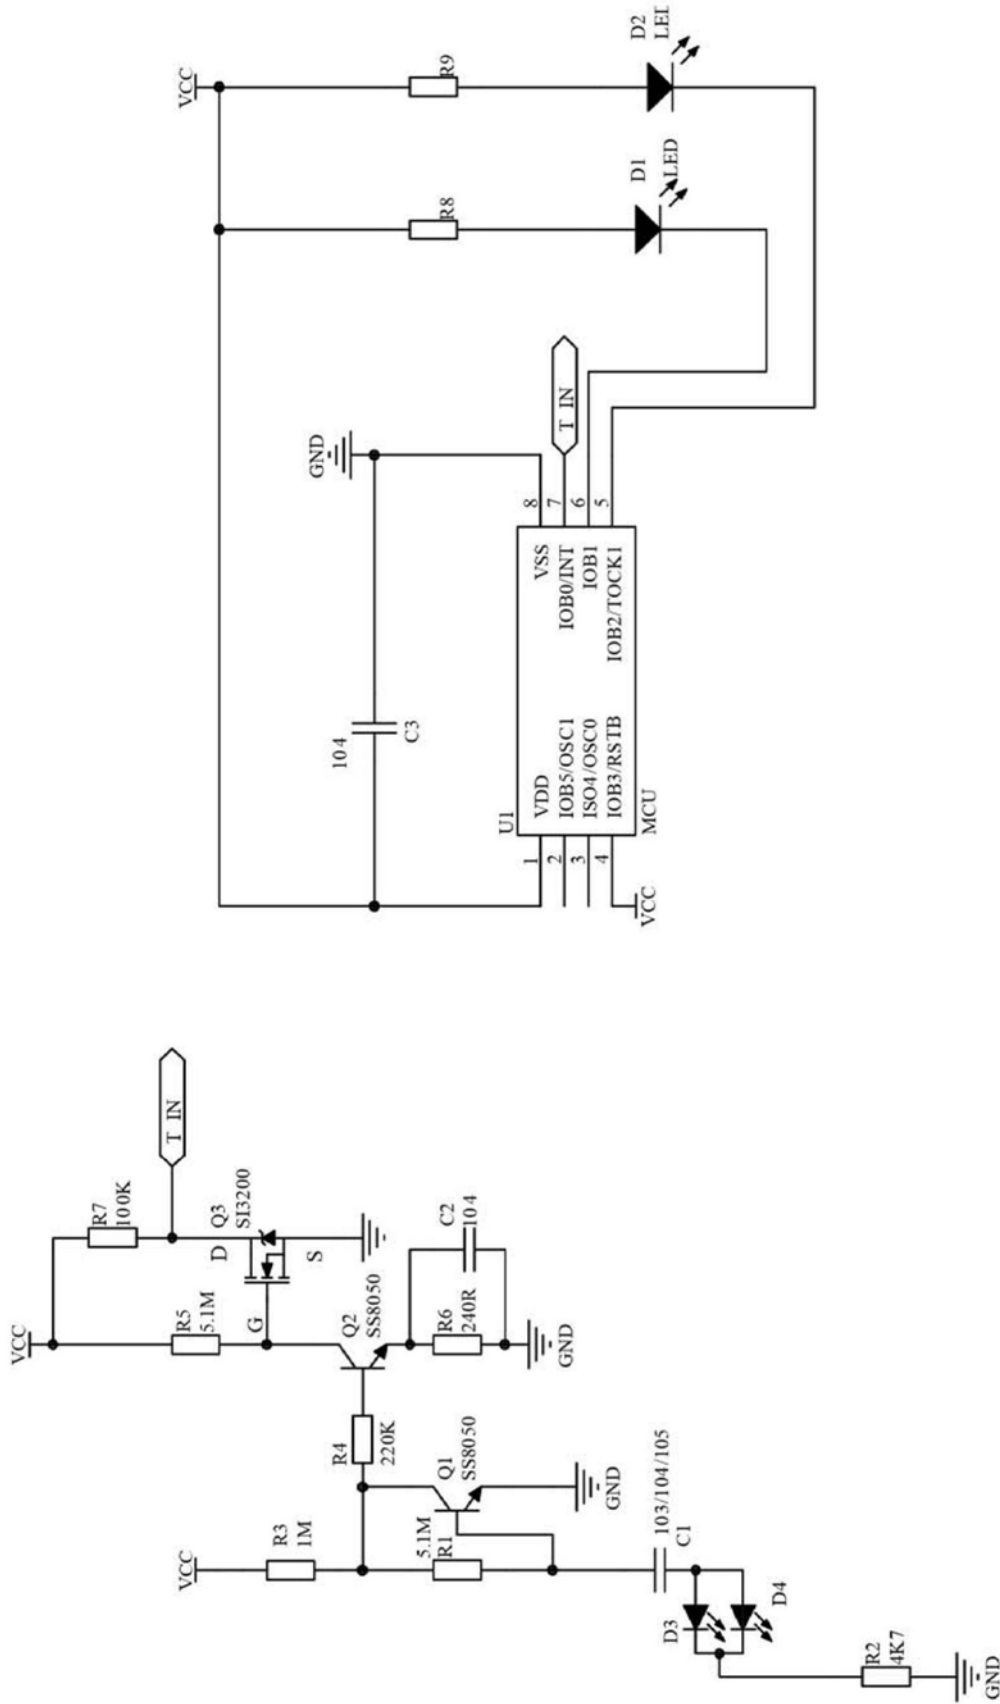 VCC
R3
1M
R4
220K
5.1M
R1
Q1
SS8050
GND
103/104/105
C1
D3
D4
R2
4K7
GND
VCC
R5
5.1M
R7
100K
T IN
D
G
S
Q3
SI3200
Q2
SS8050
R6
240R
C2
104
GND
VCC
GND
104
C3
R8
R9
D1
LED
D2
LED
T IN
U1
1
2
3
4
VDD
IOB5/OSC1
ISO4/OSC0
IOB3/RSTB
VSS
IOB0/INT
IOB1
IOB2/TOCK1
8
7
6
5
MCU
VCC